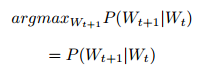 argmax_{W_{t+1}} P(W_{t+1}|W_t)
= P(W_{t+1}|W_t)